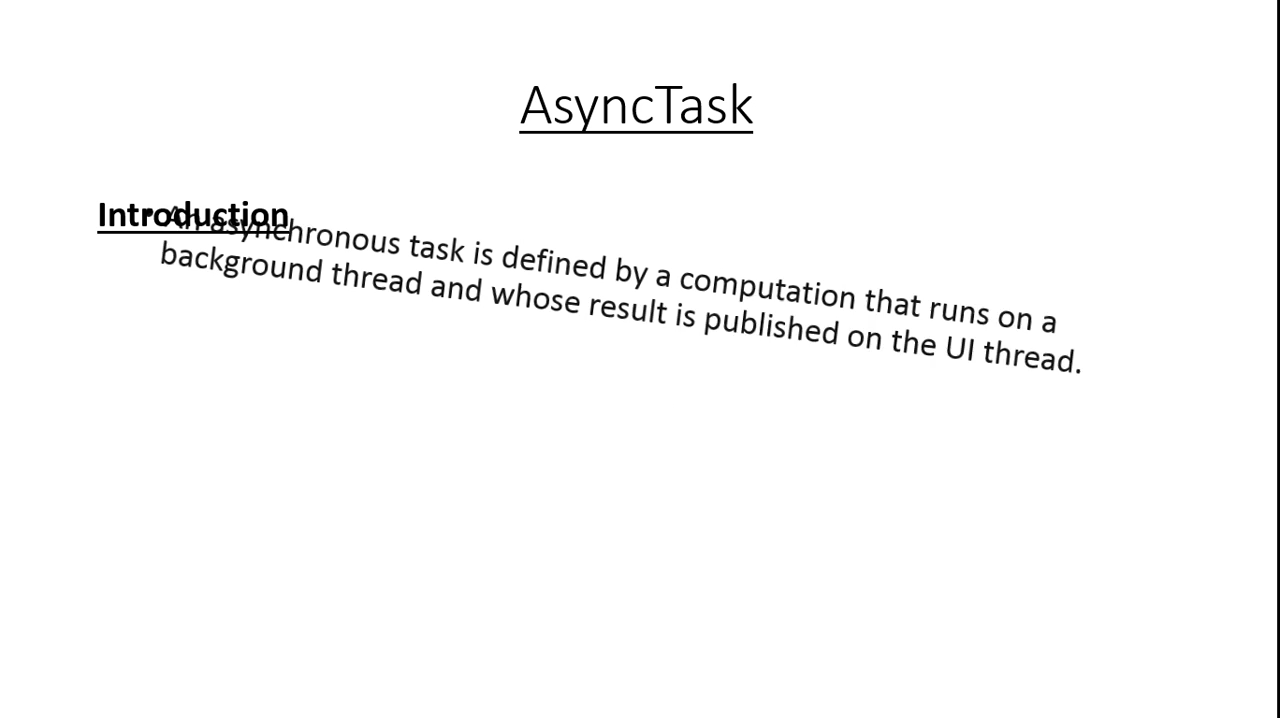 AsyncTask
Introduction
• An asynchronous task is defined by a computation that runs on a
background thread and whose result is published on the UI thread.